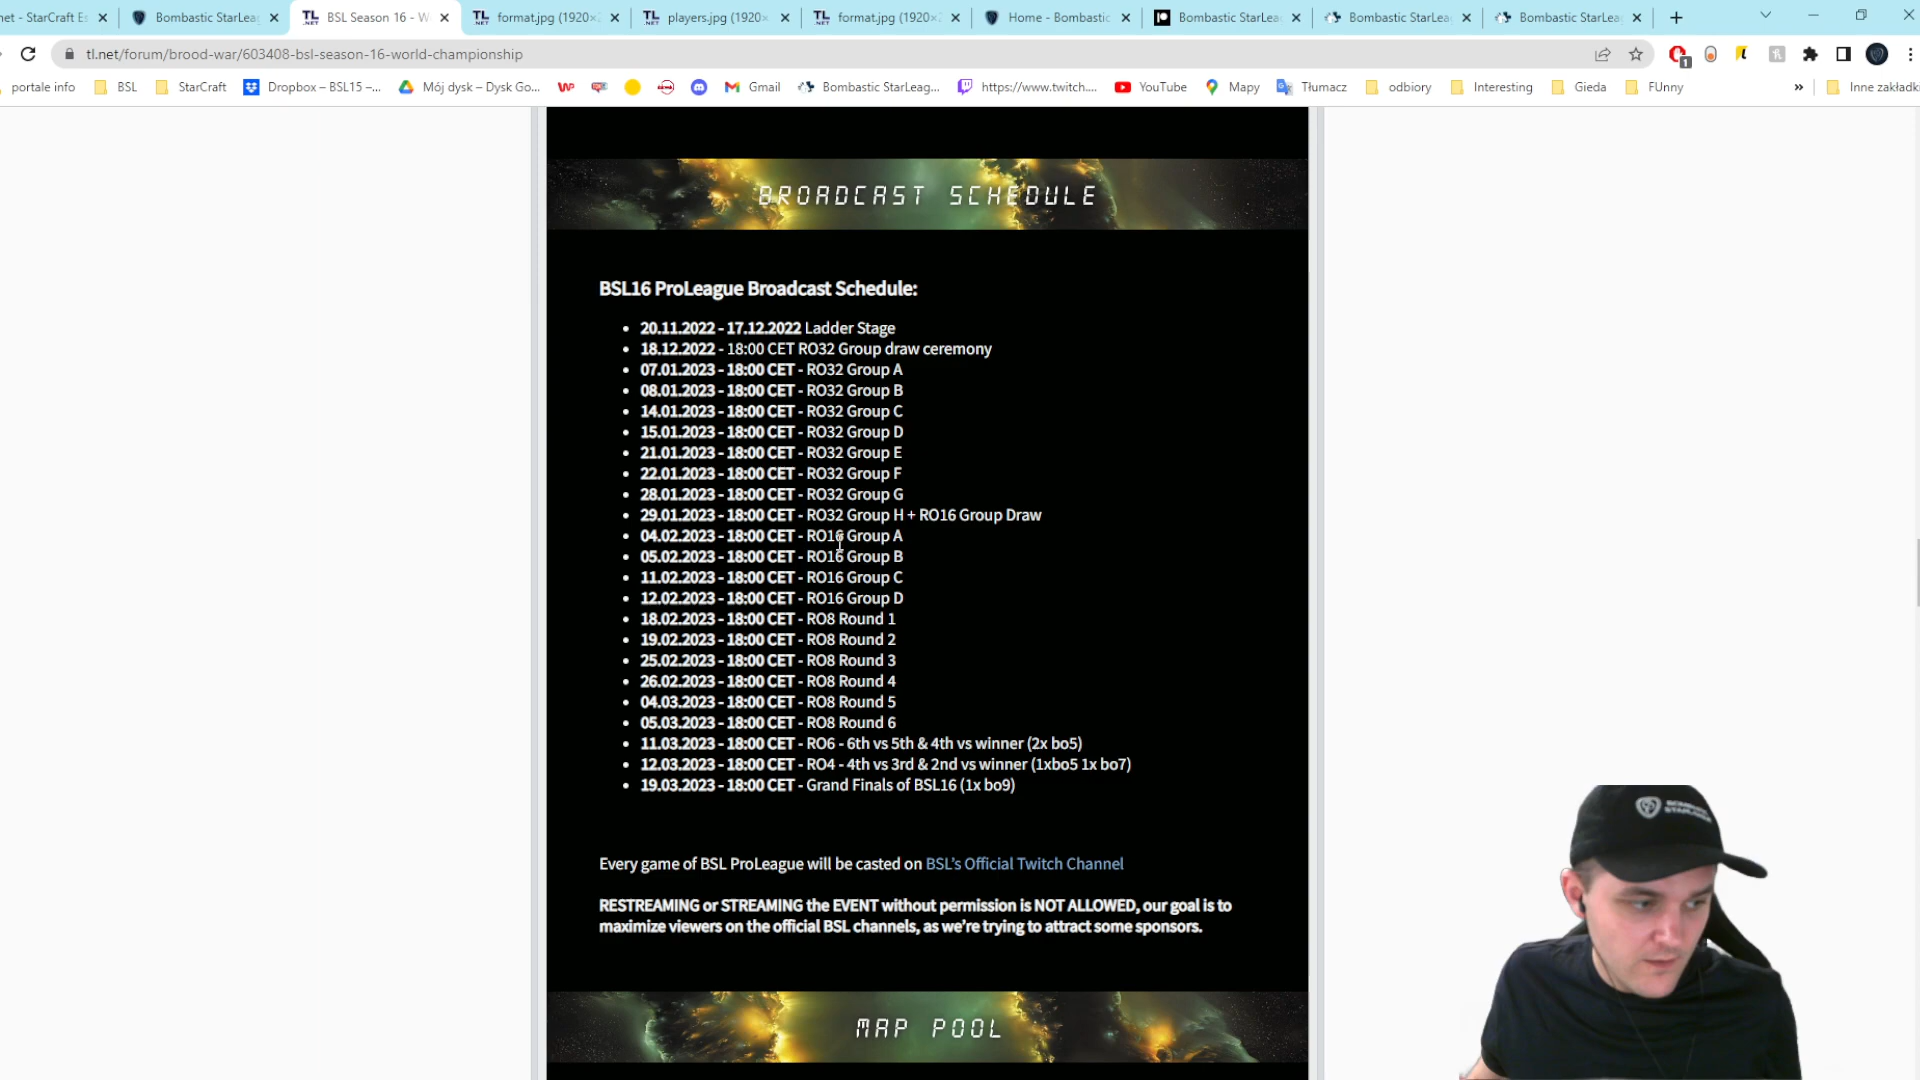 net - StarCraft Es
Bombastic StarLea
BSL Season 16 - W
format.jpg (1920×
players.jpg (1920×
format.jpg (1920×2
Home - Bombastic
Bombastic StarLea
Bombastic StarLea
Bombastic StarLea
tl.net/forum/brood-war/603408-bsl-season-16-world-championship
portale info
BSL
StarCraft
Dropbox – BSL15 –...
Mój dysk – Dysk Go...
Gmail
Bombastic StarLeag...
https://www.twitch....
YouTube
Mapy
Tłumacz
odbiory
Interesting
Gieda
FUnny
»
Inne zakładki
BROADCAST SCHEDULE
BSL16 ProLeague Broadcast Schedule:
• 20.11.2022 - 17.12.2022 Ladder Stage
• 18.12.2022 - 18:00 CET RO32 Group draw ceremony
• 07.01.2023 - 18:00 CET - RO32 Group A
• 08.01.2023 - 18:00 CET - RO32 Group B
• 14.01.2023 - 18:00 CET - RO32 Group C
• 15.01.2023 - 18:00 CET - RO32 Group D
• 21.01.2023 - 18:00 CET - RO32 Group E
• 22.01.2023 - 18:00 CET - RO32 Group F
• 28.01.2023 - 18:00 CET - RO32 Group G
• 29.01.2023 - 18:00 CET - RO32 Group H + RO16 Group Draw
• 04.02.2023 - 18:00 CET - RO16 Group A
• 05.02.2023 - 18:00 CET - RO16 Group B
• 11.02.2023 - 18:00 CET - RO16 Group C
• 12.02.2023 - 18:00 CET - RO16 Group D
• 18.02.2023 - 18:00 CET - RO8 Round 1
• 19.02.2023 - 18:00 CET - RO8 Round 2
• 25.02.2023 - 18:00 CET - RO8 Round 3
• 26.02.2023 - 18:00 CET - RO8 Round 4
• 04.03.2023 - 18:00 CET - RO8 Round 5
• 05.03.2023 - 18:00 CET - RO8 Round 6
• 11.03.2023 - 18:00 CET - RO6 - 6th vs 5th & 4th vs winner (2x bo5)
• 12.03.2023 - 18:00 CET - RO4 - 4th vs 3rd & 2nd vs winner (1xbo5 1x bo7)
• 19.03.2023 - 18:00 CET - Grand Finals of BSL16 (1x bo9)
Every game of BSL ProLeague will be casted on BSL's Official Twitch Channel
RESTREAMING or STREAMING the EVENT without permission is NOT ALLOWED, our goal is to
maximize viewers on the official BSL channels, as we're trying to attract some sponsors.
MAP POOL
BOMBASTIC
STARLEAGUE